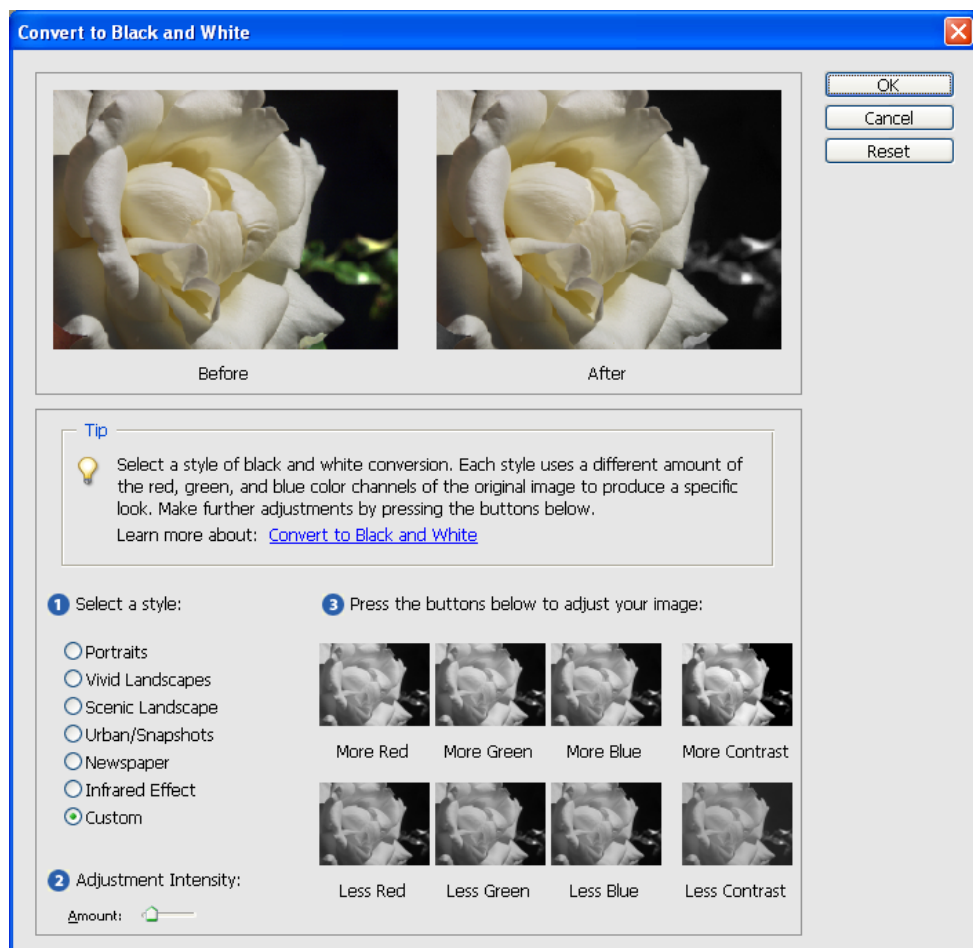 Convert to Black and White
OK
Cancel
Reset
Before
After
Tip
Select a style of black and white conversion. Each style uses a different amount of
the red, green, and blue color channels of the original image to produce a specific
look. Make further adjustments by pressing the buttons below.
Learn more about: Convert to Black and White
1 Select a style:
Portraits
Vivid Landscapes
Scenic Landscape
Urban/Snapshots
Newspaper
Infrared Effect
Custom
2 Adjustment Intensity:
Amount:
3 Press the buttons below to adjust your image:
More Red More Green More Blue More Contrast
Less Red Less Green Less Blue Less Contrast